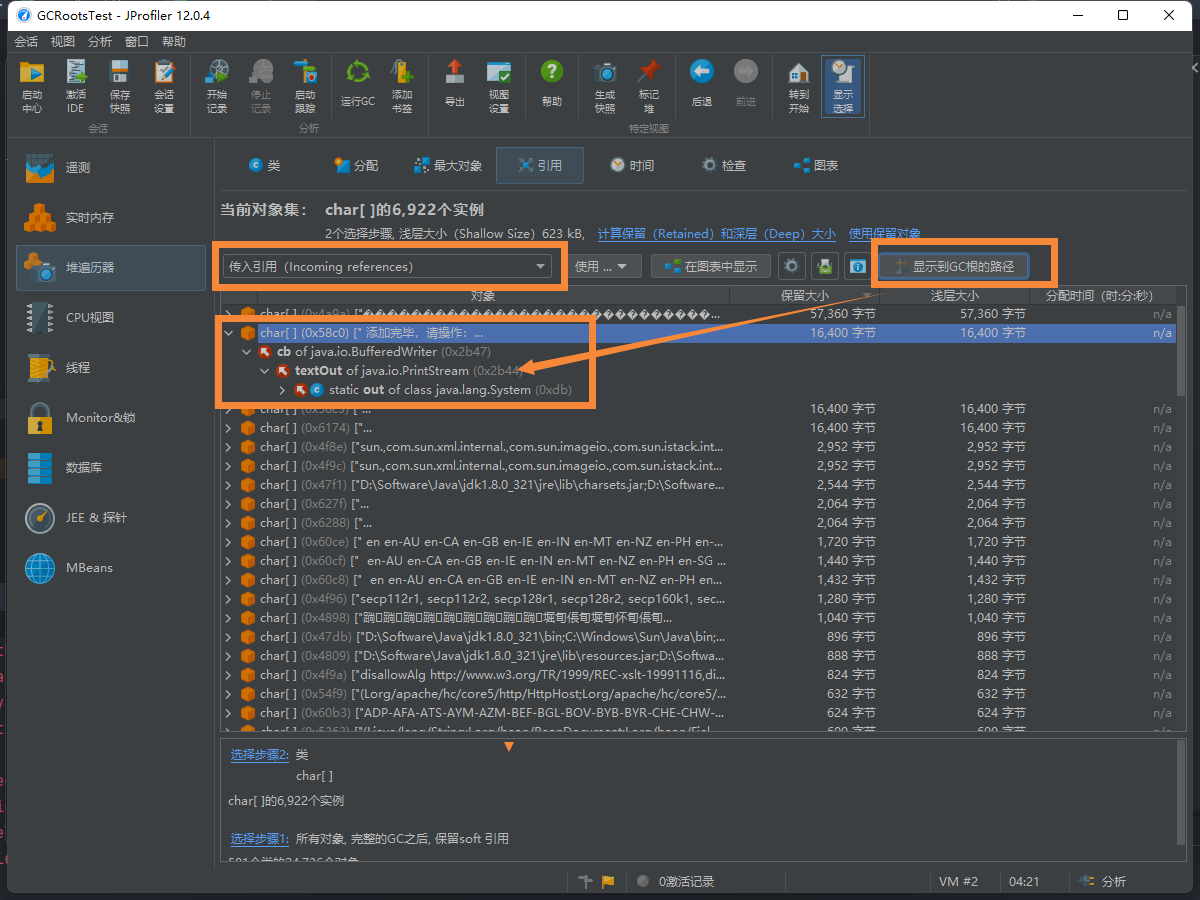 GCRootsTest - JProfiler 12.0.4
会话 视图 分析 窗口 帮助
启动中心 激活IDE 保存快照 会话设置 开始记录 停止记录 启动跟踪 运行GC 添加书签 导出 视图设置 帮助 生成快照 标记堆 后退 前进 转到开始 显示选择
会话 分析 特定视图
遥测
实时内存
堆遍历器
CPU视图
线程
Monitor&锁
数据库
JEE & 探针
MBeans
类 分配 最大对象 引用 时间 检查 图表
当前对象集: char[ ]的6,922个实例
2个选择步骤, 浅层大小（Shallow Size）623 kB, 计算保留（Retained）和深层（Deep）大小 使用保留对象
传入引用（Incoming references） 使用 ... 在图表中显示 显示到GC根的路径
对象 保留大小 浅层大小 分配时间（时:分:秒）
57,360 字节 57,360 字节 n/a
char[ ] (0x58c0) [" 添加完毕，请操作：... 16,400 字节 16,400 字节 n/a
cb of java.io.BufferedWriter (0x2b47)
textOut of java.io.PrintStream (0x2b44)
static out of class java.lang.System (0xdb)
16,400 字节 16,400 字节 n/a
char[ ] (0x6174) ["... 16,400 字节 16,400 字节 n/a
char[ ] (0x4f8e) ["sun.,com.sun.xml.internal.,com.sun.imageio.,com.sun.istack.int... 2,952 字节 2,952 字节 n/a
char[ ] (0x4f9c) ["sun.,com.sun.xml.internal.,com.sun.imageio.,com.sun.istack.int... 2,952 字节 2,952 字节 n/a
char[ ] (0x47f1) ["D:\Software\Java\jdk1.8.0_321\jre\lib\charsets.jar;D:\Software... 2,544 字节 2,544 字节 n/a
char[ ] (0x627f) ["... 2,064 字节 2,064 字节 n/a
char[ ] (0x6288) ["... 2,064 字节 2,064 字节 n/a
char[ ] (0x60ce) [" en en-AU en-CA en-GB en-IE en-IN en-MT en-NZ en-PH en-... 1,720 字节 1,720 字节 n/a
char[ ] (0x60cf) [" en-AU en-CA en-GB en-IE en-IN en-MT en-NZ en-PH en-SG ... 1,440 字节 1,440 字节 n/a
char[ ] (0x60c8) [" en en-AU en-CA en-GB en-IE en-IN en-MT en-NZ en-PH en... 1,432 字节 1,432 字节 n/a
char[ ] (0x4f96) ["secp112r1, secp112r2, secp128r1, secp128r2, secp160k1, sec... 1,280 字节 1,280 字节 n/a
char[ ] (0x4898) 1,040 字节 1,040 字节 n/a
char[ ] (0x47db) ["D:\Software\Java\jdk1.8.0_321\bin;C:\Windows\Sun\Java\bin;... 896 字节 896 字节 n/a
char[ ] (0x4809) ["D:\Software\Java\jdk1.8.0_321\jre\lib\resources.jar;D:\Softwa... 888 字节 888 字节 n/a
char[ ] (0x4f9a) ["disallowAlg http://www.w3.org/TR/1999/REC-xslt-19991116,di... 824 字节 824 字节 n/a
char[ ] (0x54f9) ["(Lorg/apache/hc/core5/http/HttpHost;Lorg/apache/hc/core5/... 632 字节 632 字节 n/a
char[ ] (0x60b3) ["ADP-AFA-ATS-AYM-AZM-BEF-BGL-BOV-BYB-BYR-CHE-CHW-... 624 字节 624 字节 n/a
选择步骤2: 类
char[ ]
char[ ]的6,922个实例
选择步骤1: 所有对象, 完整的GC之后, 保留soft 引用
0激活记录 VM #2 04:21 分析